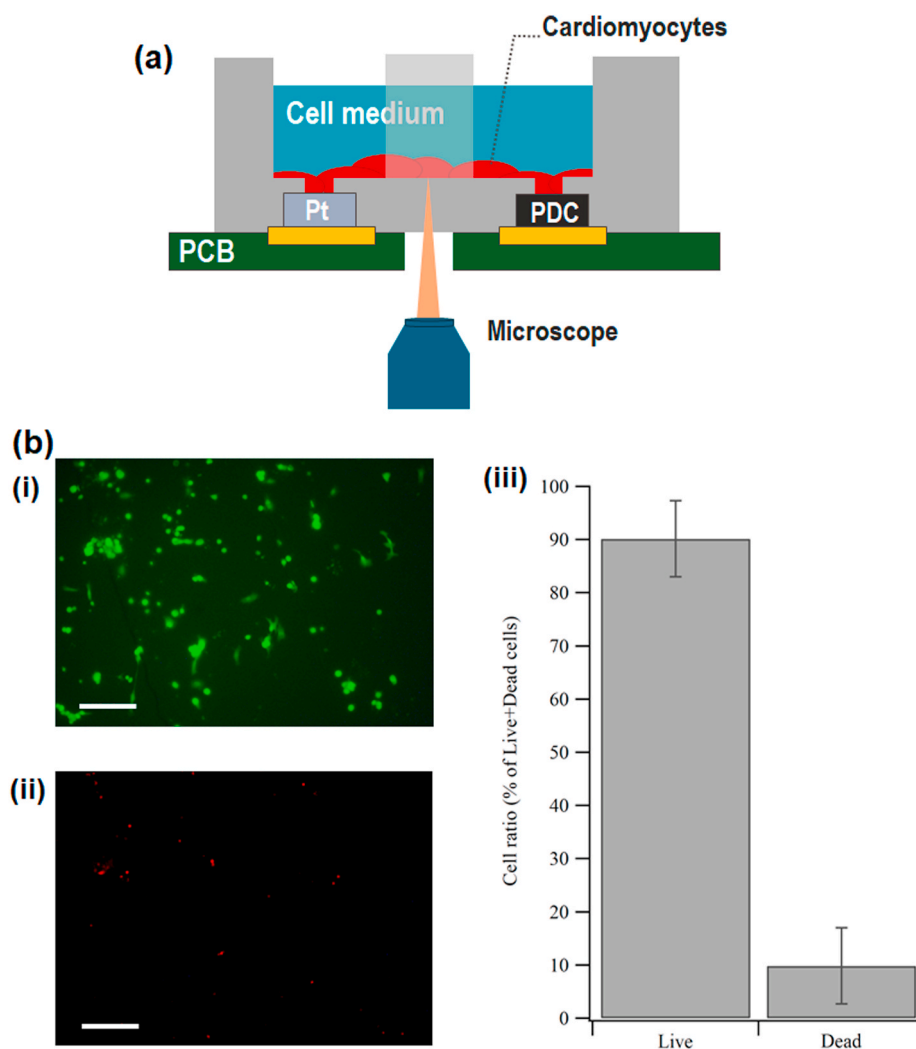 (a)
Cardiomyocytes
Cell medium
Pt
PDC
PCB
Microscope
(b)
(i)
(ii)
(iii)
Cell ratio (% of Live+Dead cells)
100
90
80
70
60
50
40
30
20
10
0
Live
Dead